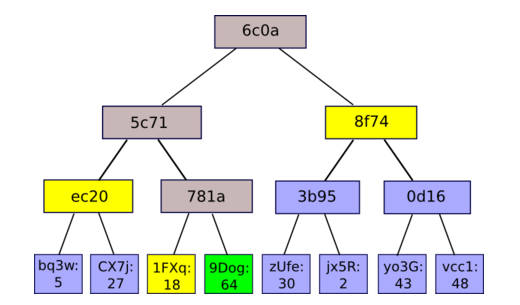 6c0a
5c71
8f74
ec20
781a
3b95
0d16
bq3w:
5
CX7j:
27
1FXq:
18
9Dog:
64
zUfe:
30
jx5R:
2
yo3G:
43
vcc1:
48